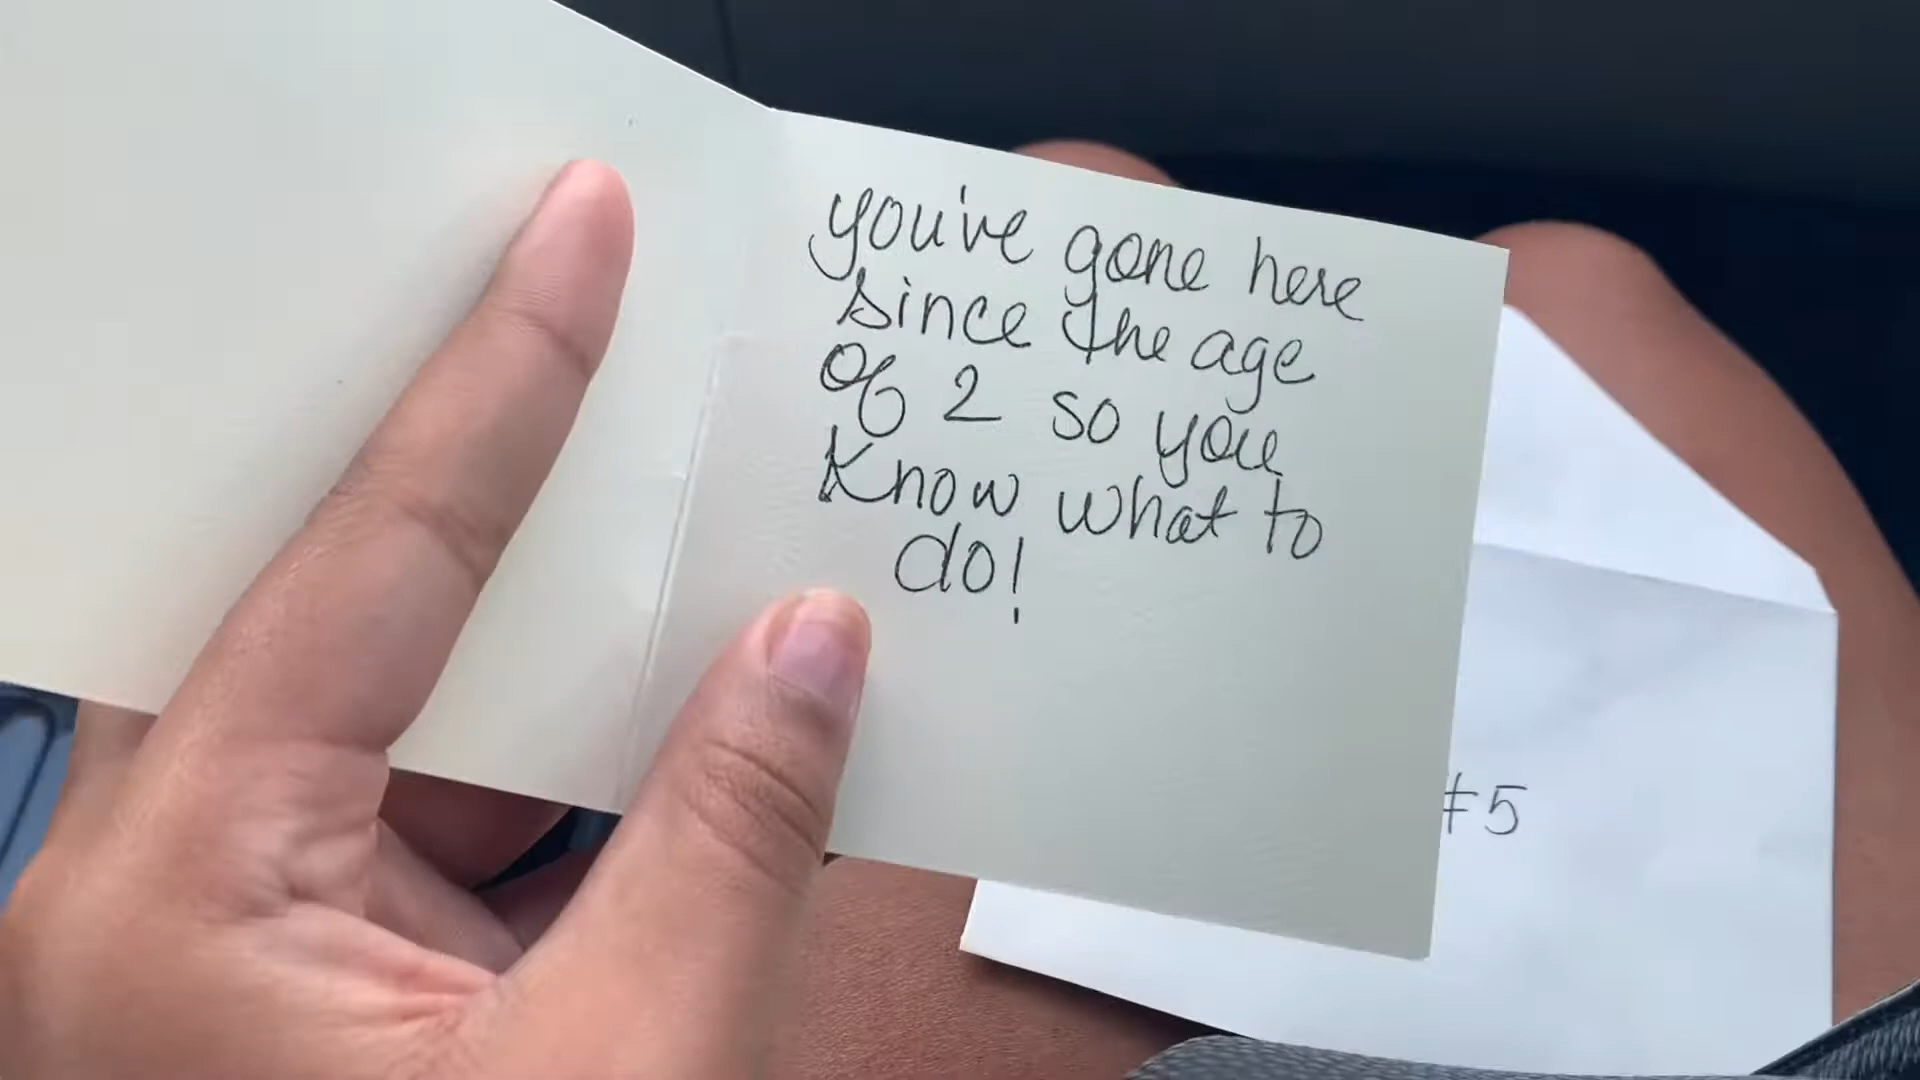 you've gone here
since the age
of 2 so you
know what to
do!
#5